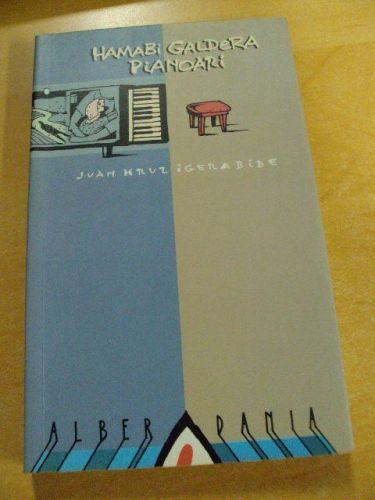 HAMABi GALDERA
PiANOARi
JUAN KRUZ iGERABiDE
ALBERDANIA